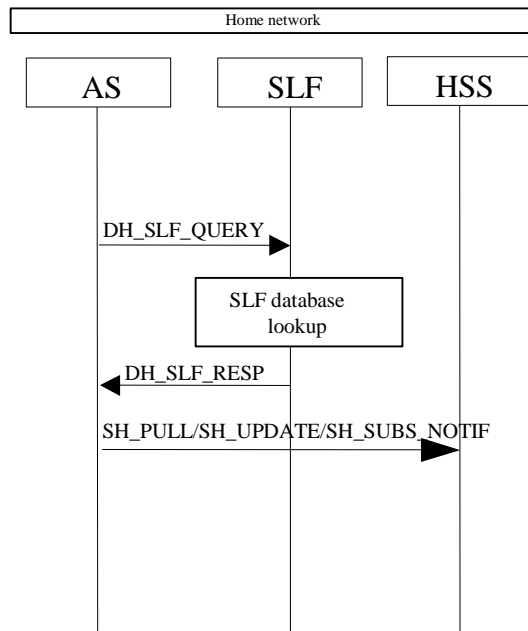 Home network
AS
SLF
HSS
DH_SLF_QUERY
SLF database
lookup
DH_SLF_RESP
SH_PULL/SH_UPDATE/SH_SUBS_NOTIF